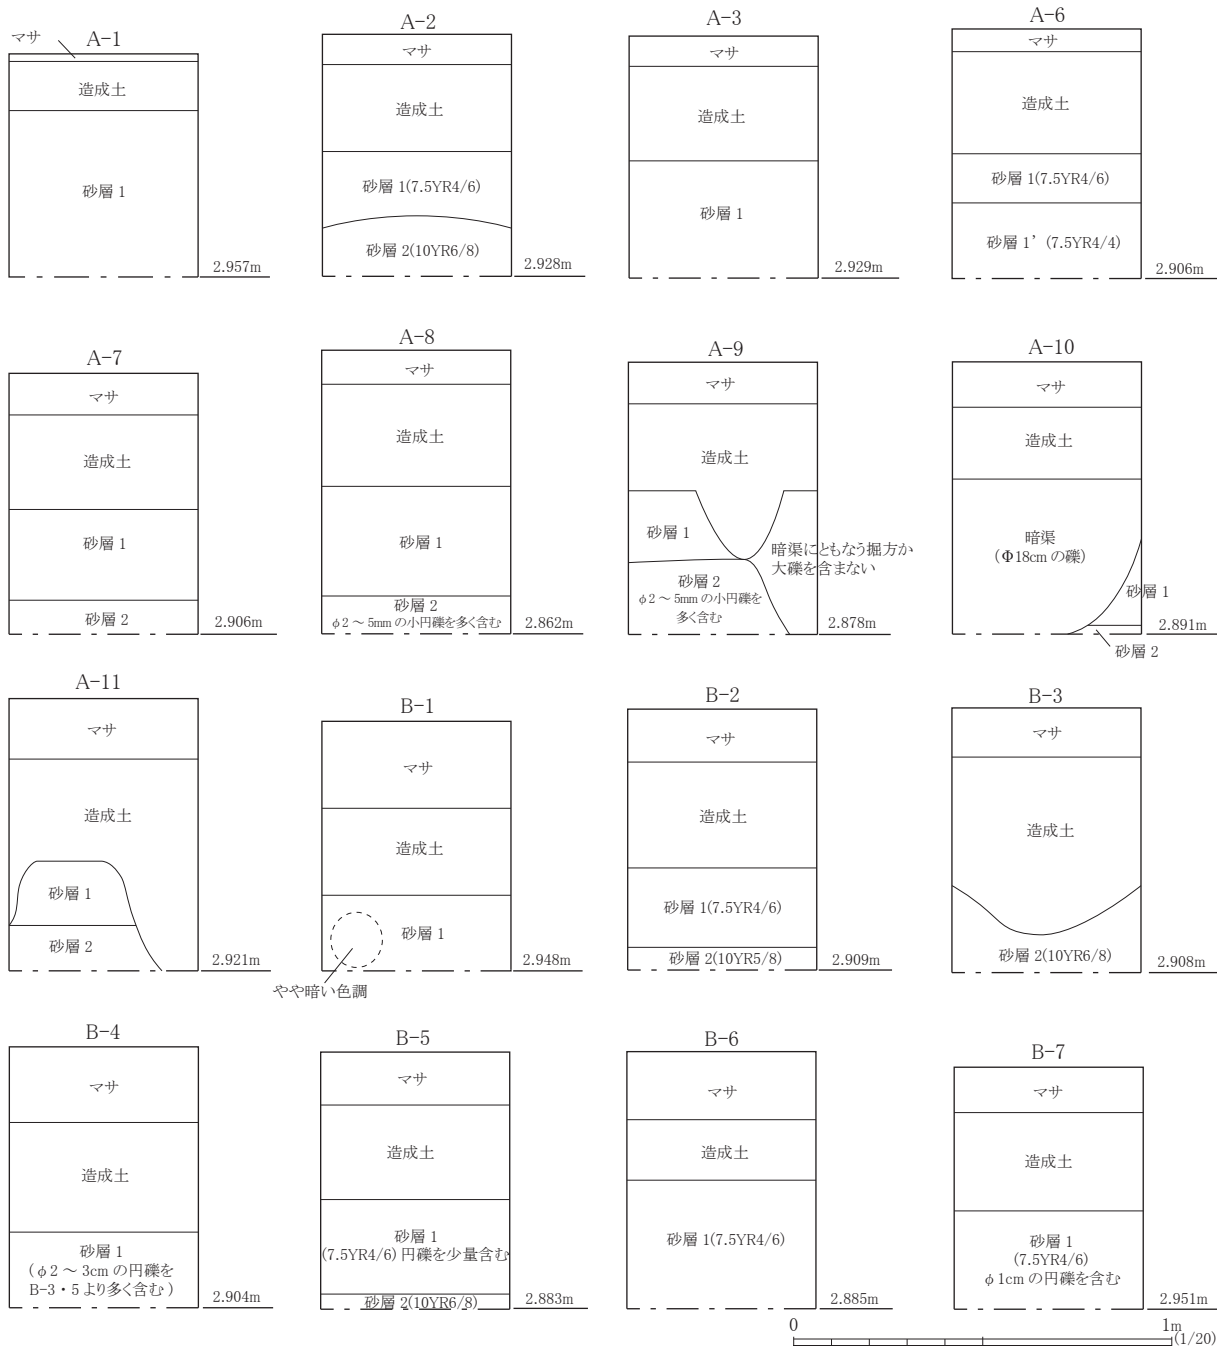 A-1
マサ
造成土
砂層 1
2.957m
A-2
マサ
造成土
砂層 1(7.5YR4/6)
砂層 2(10YR6/8)
2.928m
A-3
マサ
造成土
砂層 1
2.929m
A-6
マサ
造成土
砂層 1(7.5YR4/6)
砂層 1’ (7.5YR4/4)
2.906m
A-7
マサ
造成土
砂層 1
砂層 2
2.906m
A-8
マサ
造成土
砂層 1
砂層 2
φ2 ～ 5mm の小円礫を多く含む
2.862m
A-9
マサ
造成土
砂層 1
暗渠にともなう掘方か
大礫を含まない
砂層 2
φ2 ～ 5mm の小円礫を
多く含む
2.878m
A-10
マサ
造成土
暗渠
（Φ18cm の礫）
砂層 1
2.891m
砂層 2
A-11
マサ
造成土
砂層 1
砂層 2
2.921m
B-1
マサ
造成土
砂層 1
2.948m
やや暗い色調
B-2
マサ
造成土
砂層 1(7.5YR4/6)
砂層 2(10YR5/8)
2.909m
B-3
マサ
造成土
砂層 2(10YR6/8)
2.908m
B-4
マサ
造成土
砂層 1
（φ2 ～ 3cm の円礫を
B-3・5 より多く含む）
2.904m
B-5
マサ
造成土
砂層 1
(7.5YR4/6) 円礫を少量含む
砂層 2(10YR6/8)
2.883m
B-6
マサ
造成土
砂層 1(7.5YR4/6)
2.885m
B-7
マサ
造成土
砂層 1
(7.5YR4/6)
φ1cm の円礫を含む
2.951m
0 1m
(1/20)